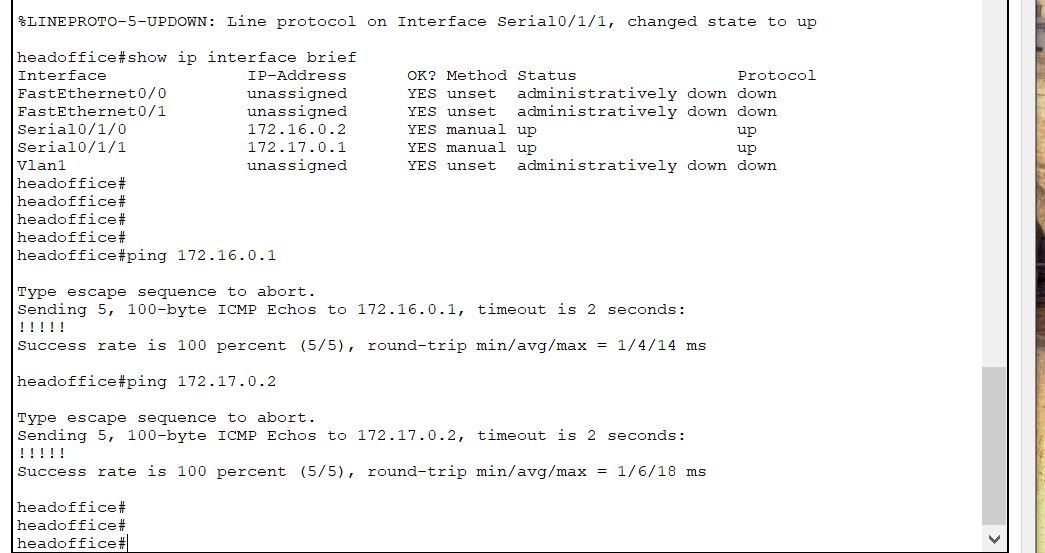 %LINEPROTO-5-UPDOWN: Line protocol on Interface Serial0/1/1, changed state to up
headoffice#show ip interface brief
Interface IP-Address OK? Method Status Protocol
FastEthernet0/0 unassigned YES unset administratively down down
FastEthernet0/1 unassigned YES unset administratively down down
Serial0/1/0 172.16.0.2 YES manual up up
Serial0/1/1 172.17.0.1 YES manual up up
Vlan1 unassigned YES unset administratively down down
headoffice#
headoffice#
headoffice#
headoffice#
headoffice#ping 172.16.0.1
Type escape sequence to abort.
Sending 5, 100-byte ICMP Echos to 172.16.0.1, timeout is 2 seconds:
!!!!!
Success rate is 100 percent (5/5), round-trip min/avg/max = 1/4/14 ms
headoffice#ping 172.17.0.2
Type escape sequence to abort.
Sending 5, 100-byte ICMP Echos to 172.17.0.2, timeout is 2 seconds:
!!!!!
Success rate is 100 percent (5/5), round-trip min/avg/max = 1/6/18 ms
headoffice#
headoffice#
headoffice#